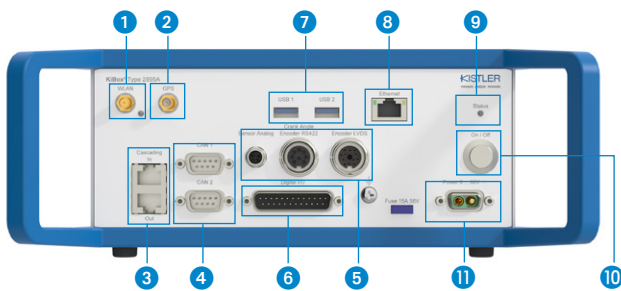 1
2
7
8
9
KiBox® Type 2895A
WLAN
GPS
USB 1
USB 2
Ethernet
KISTLER
measure. analyze. innovate.
Status
Crank Angle
Sensor Analog
Encoder RS422
Encoder LVDS
On / Off
Cascading
In
CAN 1
CAN 2
Digital I/O
Out
Fuse 15A 58V
10
3
4
6
5
11